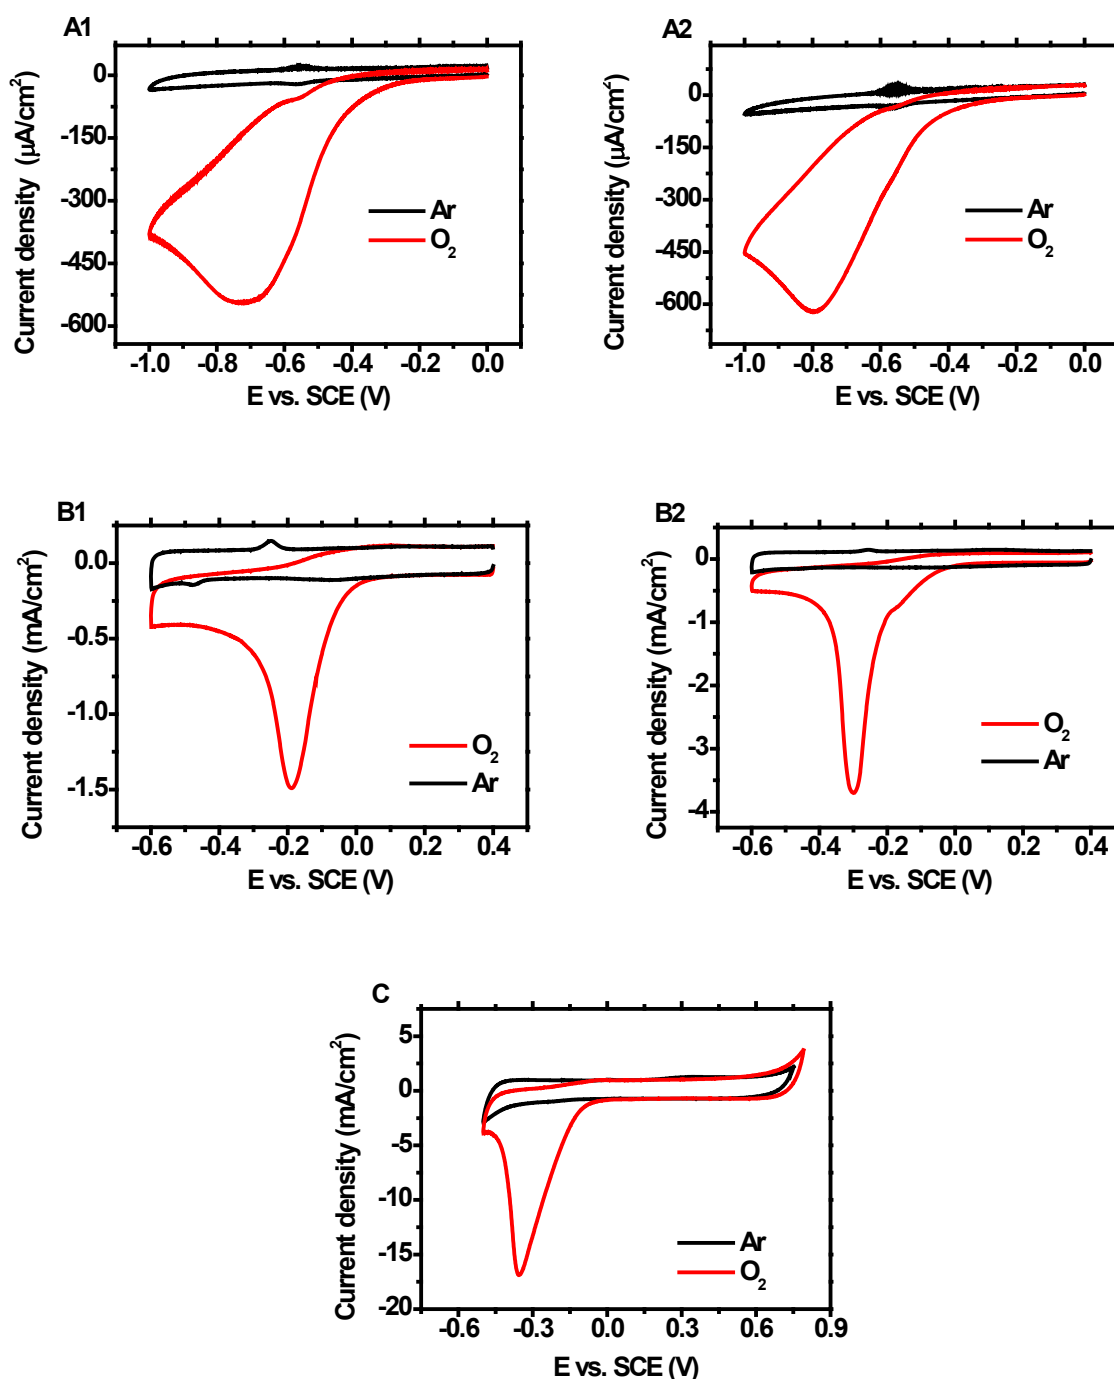 A1
0
-150
-300
-450
-600
Current density (µA/cm²)
Ar
O₂
-1.0 -0.8 -0.6 -0.4 -0.2 0.0
E vs. SCE (V)
A2
0
-150
-300
-450
-600
Current density (µA/cm²)
Ar
O₂
-1.0 -0.8 -0.6 -0.4 -0.2 0.0
E vs. SCE (V)
B1
0.0
-0.5
-1.0
-1.5
Current density (mA/cm²)
O₂
Ar
-0.6 -0.4 -0.2 0.0 0.2 0.4
E vs. SCE (V)
B2
0
-1
-2
-3
-4
Current density (mA/cm²)
O₂
Ar
-0.6 -0.4 -0.2 0.0 0.2 0.4
E vs. SCE (V)
C
5
0
-5
-10
-15
-20
Current density (mA/cm²)
Ar
O₂
-0.6 -0.3 0.0 0.3 0.6 0.9
E vs. SCE (V)